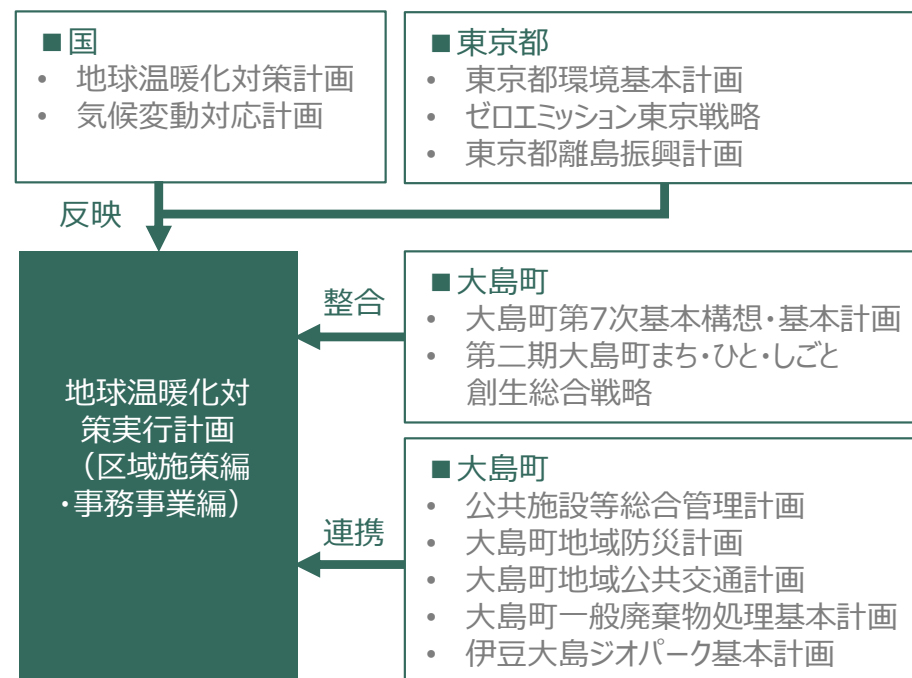 ■国
• 地球温暖化対策計画
• 気候変動対応計画
■東京都
• 東京都環境基本計画
• ゼロエミッション東京戦略
• 東京都離島振興計画
反映
地球温暖化対
策実行計画
（区域施策編
・事務事業編）
整合
■大島町
• 大島町第7次基本構想・基本計画
• 第二期大島町まち・ひと・しごと
創生総合戦略
連携
■大島町
• 公共施設等総合管理計画
• 大島町地域防災計画
• 大島町地域公共交通計画
• 大島町一般廃棄物処理基本計画
• 伊豆大島ジオパーク基本計画